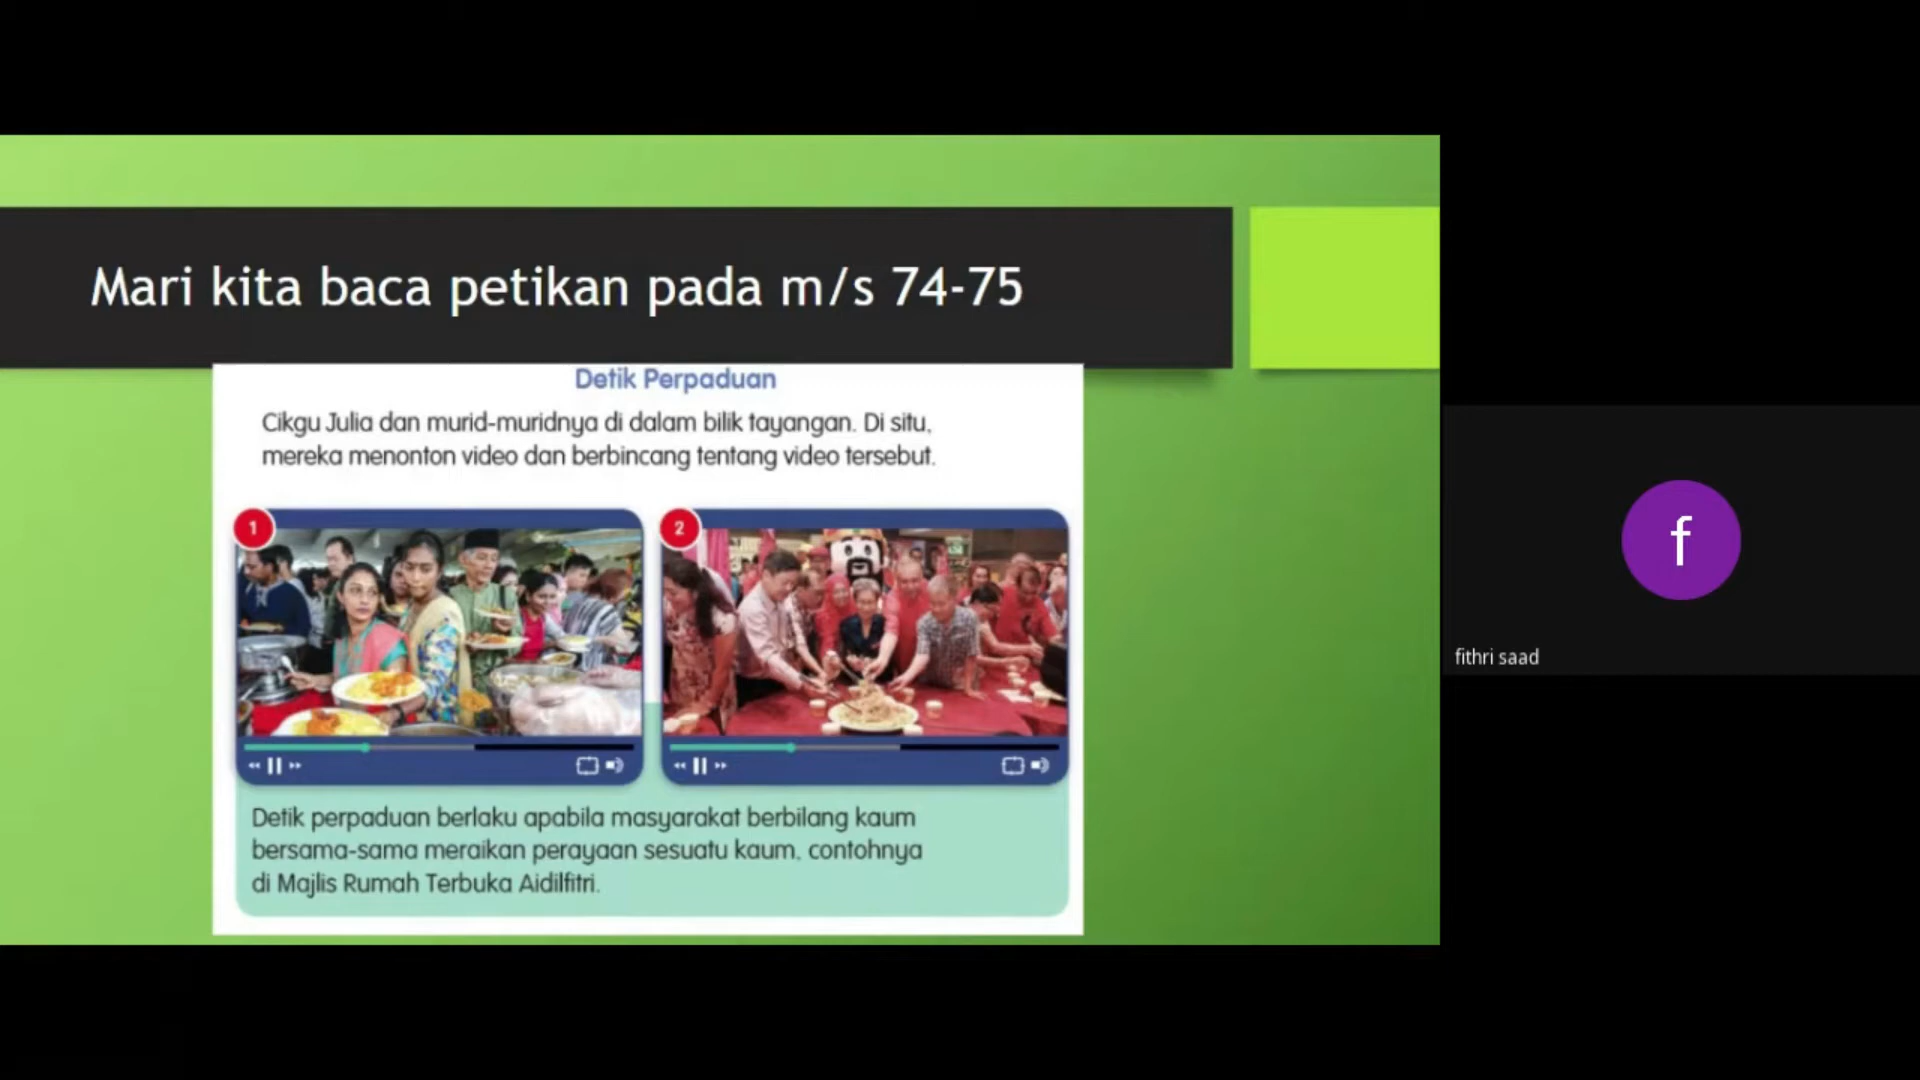 Mari kita baca petikan pada m/s 74-75
Detik Perpaduan
Cikgu Julia dan murid-muridnya di dalam bilik tayangan. Di situ,
mereka menonton video dan berbincang tentang video tersebut.
1
2
Detik perpaduan berlaku apabila masyarakat berbilang kaum
bersama-sama meraikan perayaan sesuatu kaum, contohnya
di Majlis Rumah Terbuka Aidilfitri.
f
fithri saad